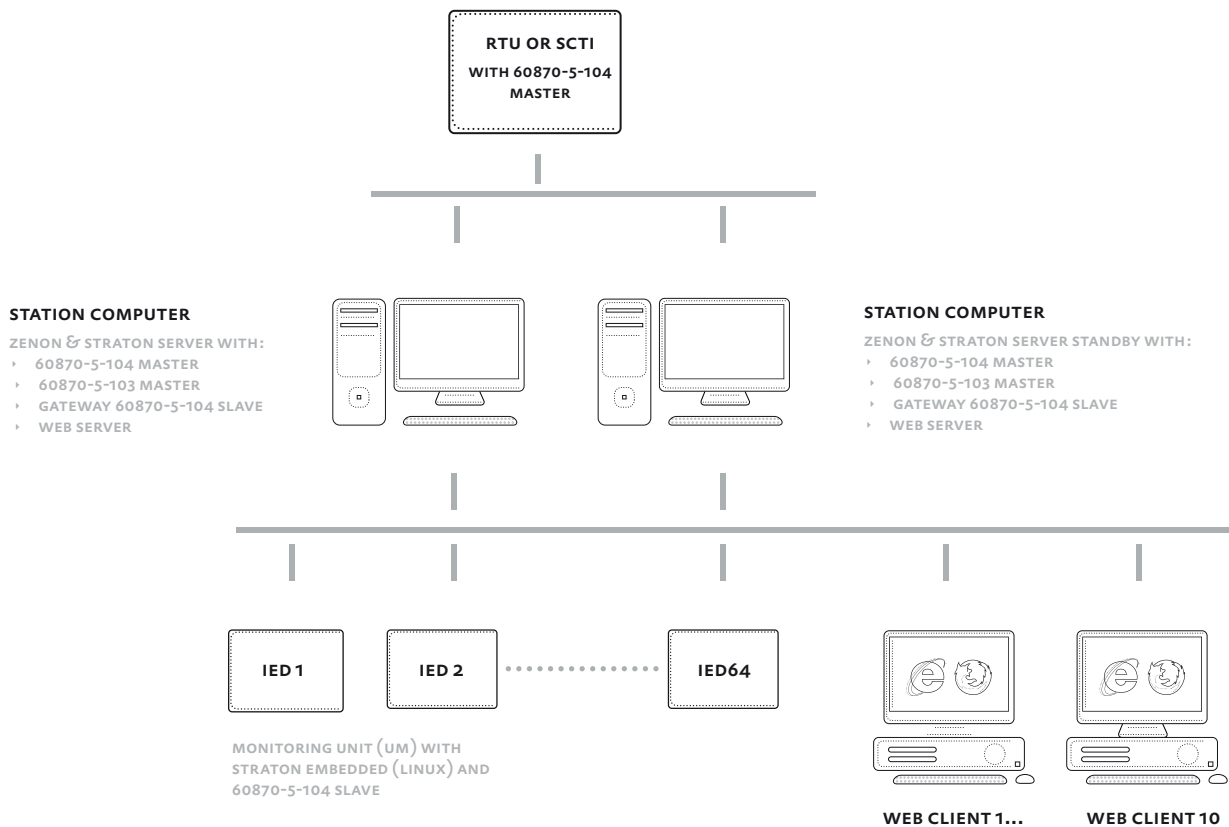 RTU OR SCTI
WITH 60870-5-104
MASTER
STATION COMPUTER
ZENON & STRATON SERVER WITH:
‣ 60870-5-104 MASTER
‣ 60870-5-103 MASTER
‣ GATEWAY 60870-5-104 SLAVE
‣ WEB SERVER
STATION COMPUTER
ZENON & STRATON SERVER STANDBY WITH:
‣ 60870-5-104 MASTER
‣ 60870-5-103 MASTER
‣ GATEWAY 60870-5-104 SLAVE
‣ WEB SERVER
IED 1
IED 2
IED64
MONITORING UNIT (UM) WITH
STRATON EMBEDDED (LINUX) AND
60870-5-104 SLAVE
WEB CLIENT 1...
WEB CLIENT 10